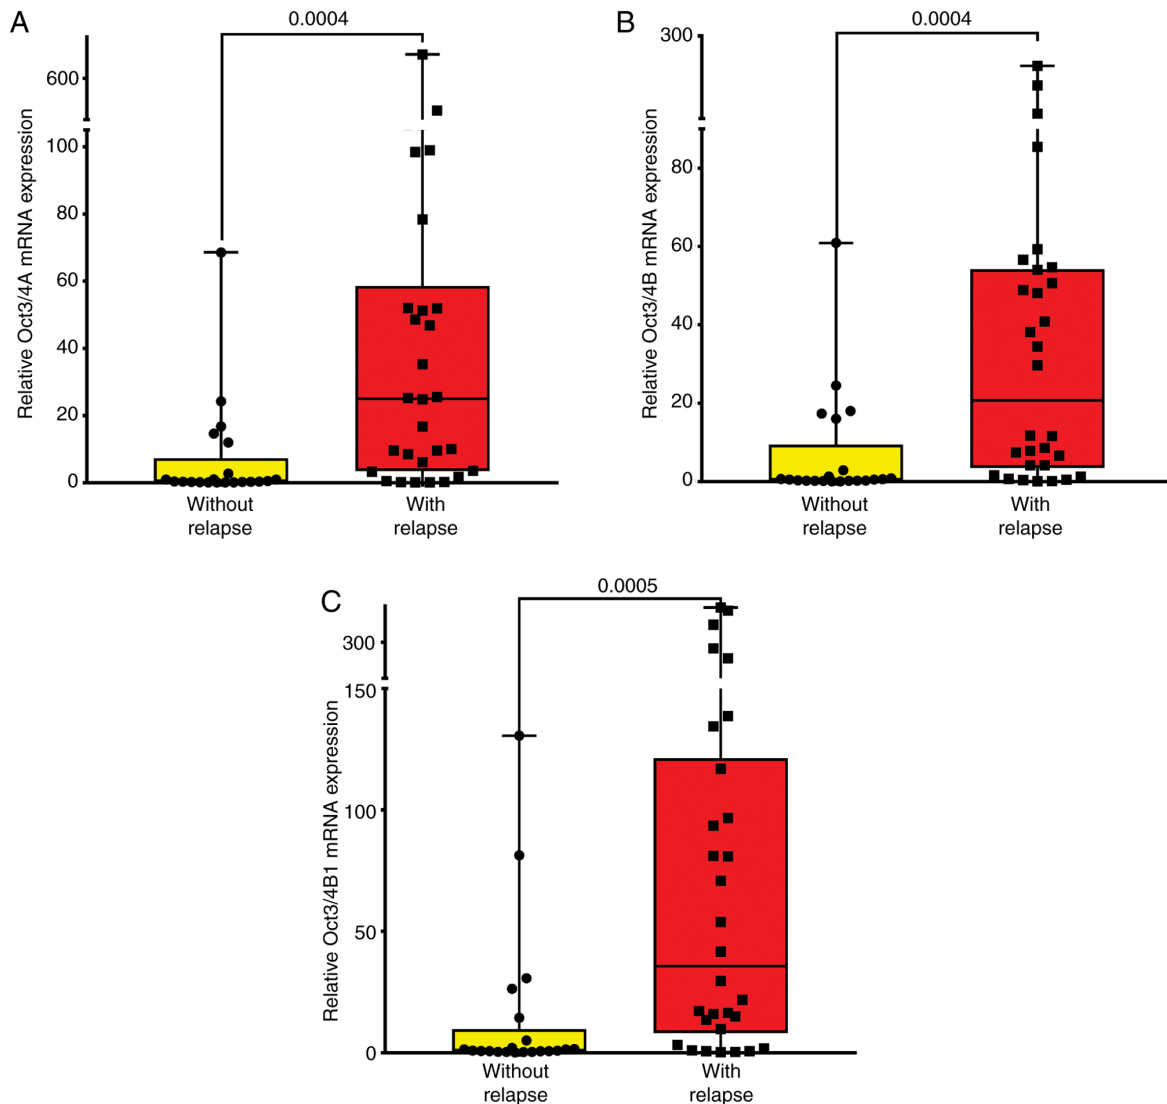 A
0.0004
600
100
80
60
40
20
0
Relative Oct3/4A mRNA expression
Without
relapse
With
relapse
B
0.0004
300
80
60
40
20
0
Relative Oct3/4B mRNA expression
Without
relapse
With
relapse
C
0.0005
300
150
100
50
0
Relative Oct3/4B1 mRNA expression
Without
relapse
With
relapse